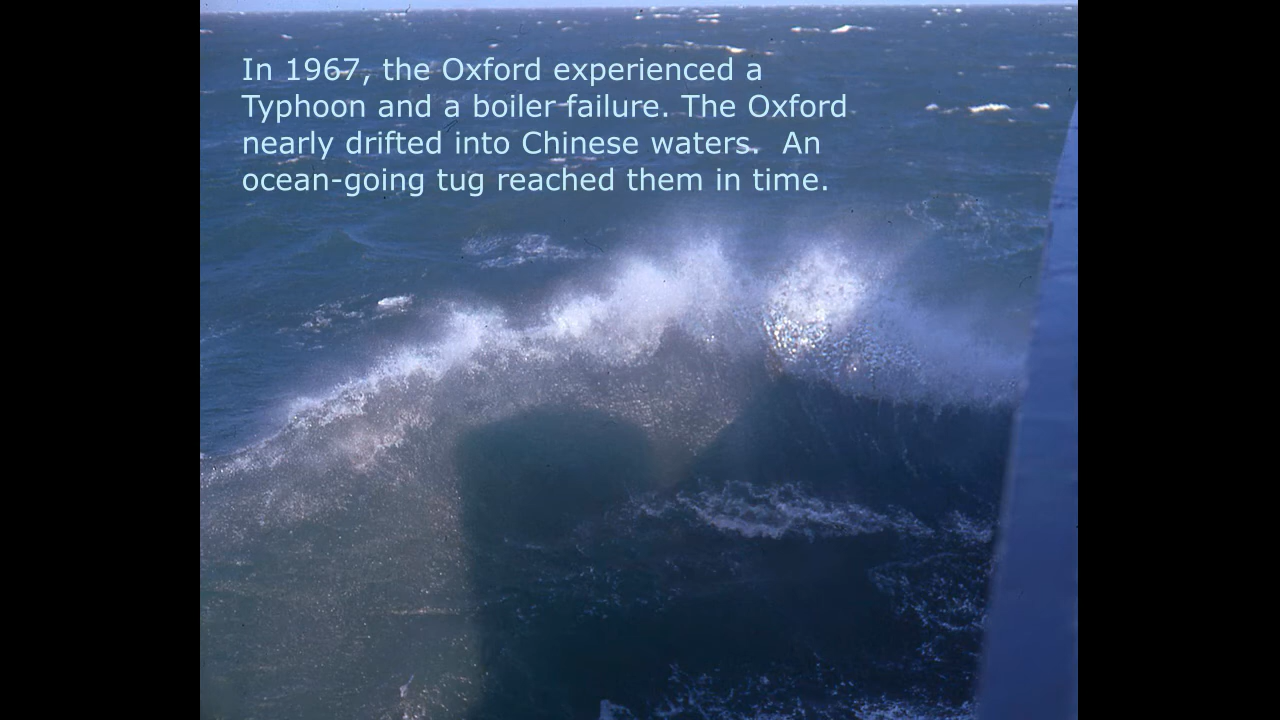 In 1967, the Oxford experienced a
Typhoon and a boiler failure. The Oxford
nearly drifted into Chinese waters.  An
ocean-going tug reached them in time.